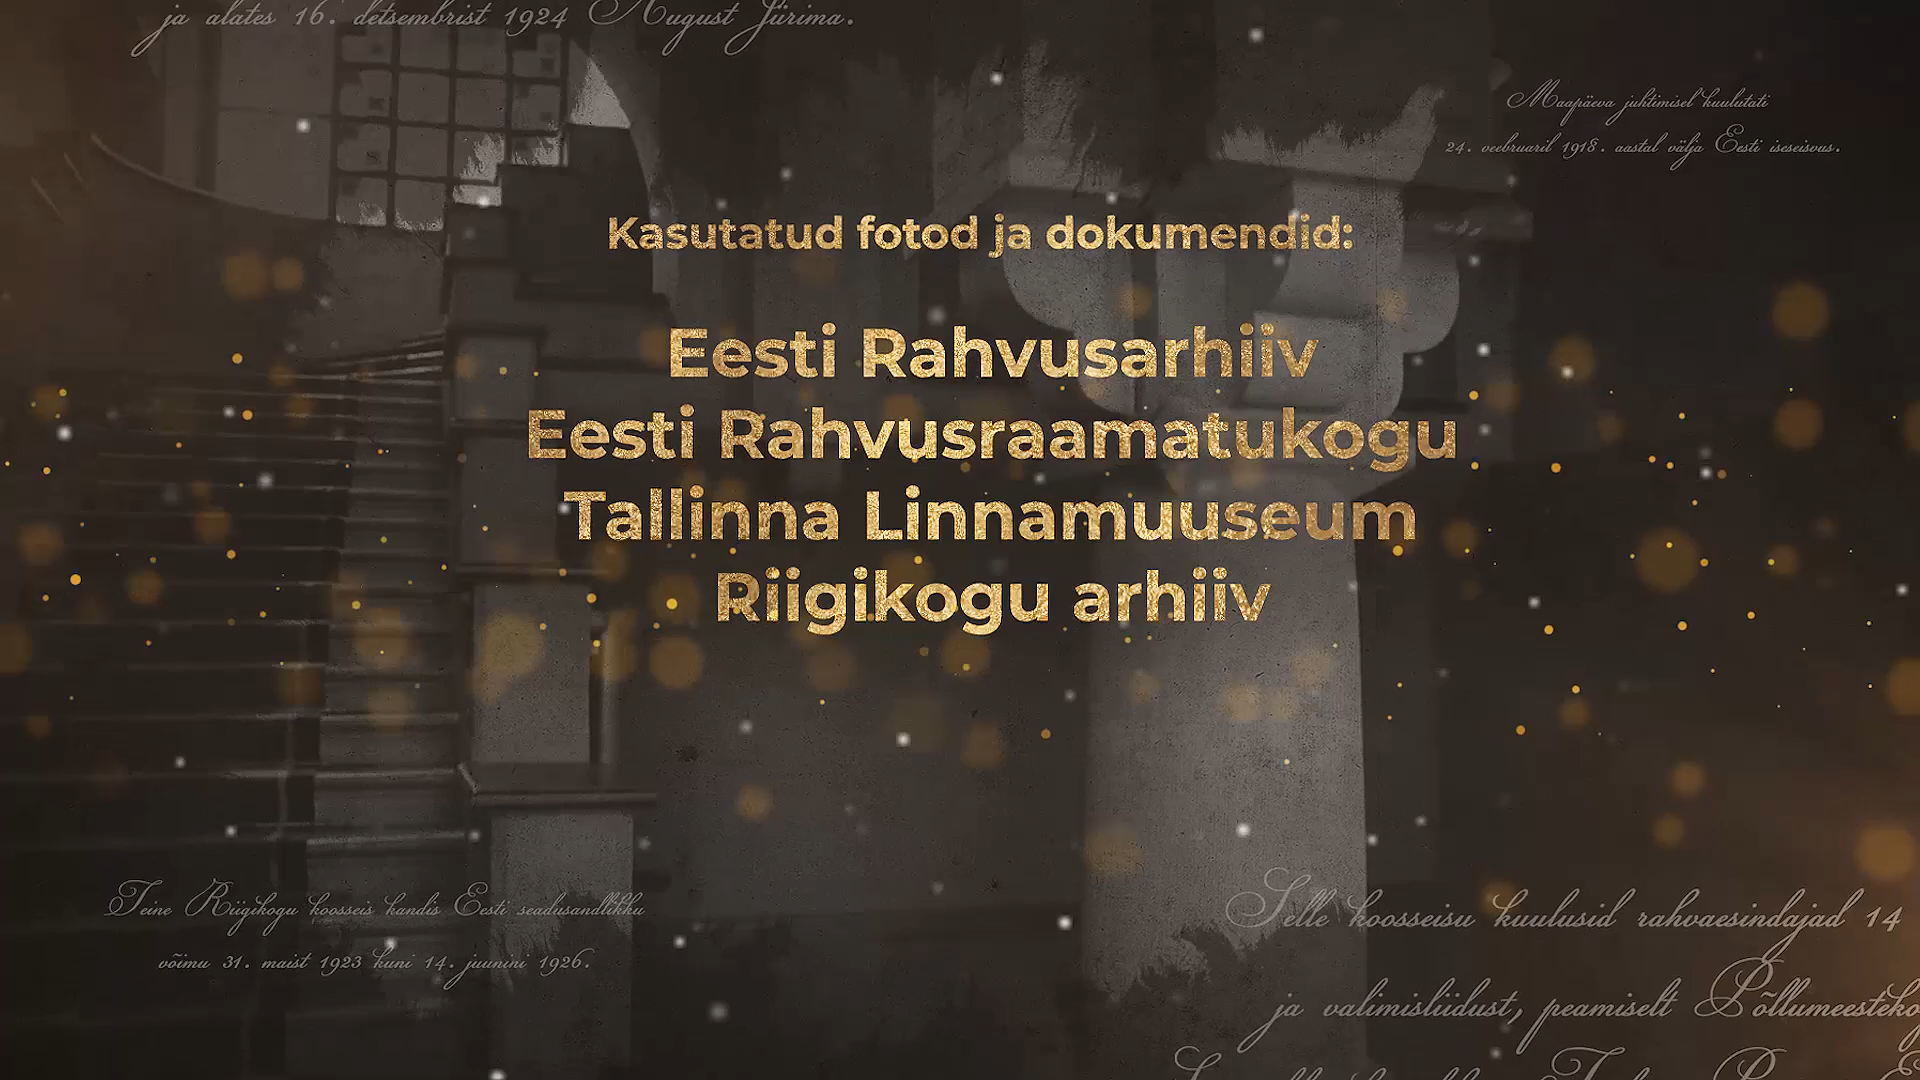 ja alates 16. detsembrist 1924 August Jürima.
Maapäeva juhtimisel kuulutati
24. veebruaril 1918. aastal välja Eesti iseseisvus.
Kasutatud fotod ja dokumendid:
Eesti Rahvusarhiiv
Eesti Rahvusraamatukogu
Tallinna Linnamuuseum
Riigikogu arhiiv
Teine Riigikogu koosseis kandis Eesti seadusandlikku
võimu 31. maist 1923 kuni 14. juunini 1926.
Selle koosseisu kuulusid rahvaesindajad 14
ja valimisliidust, peamiselt Põllumeesteko